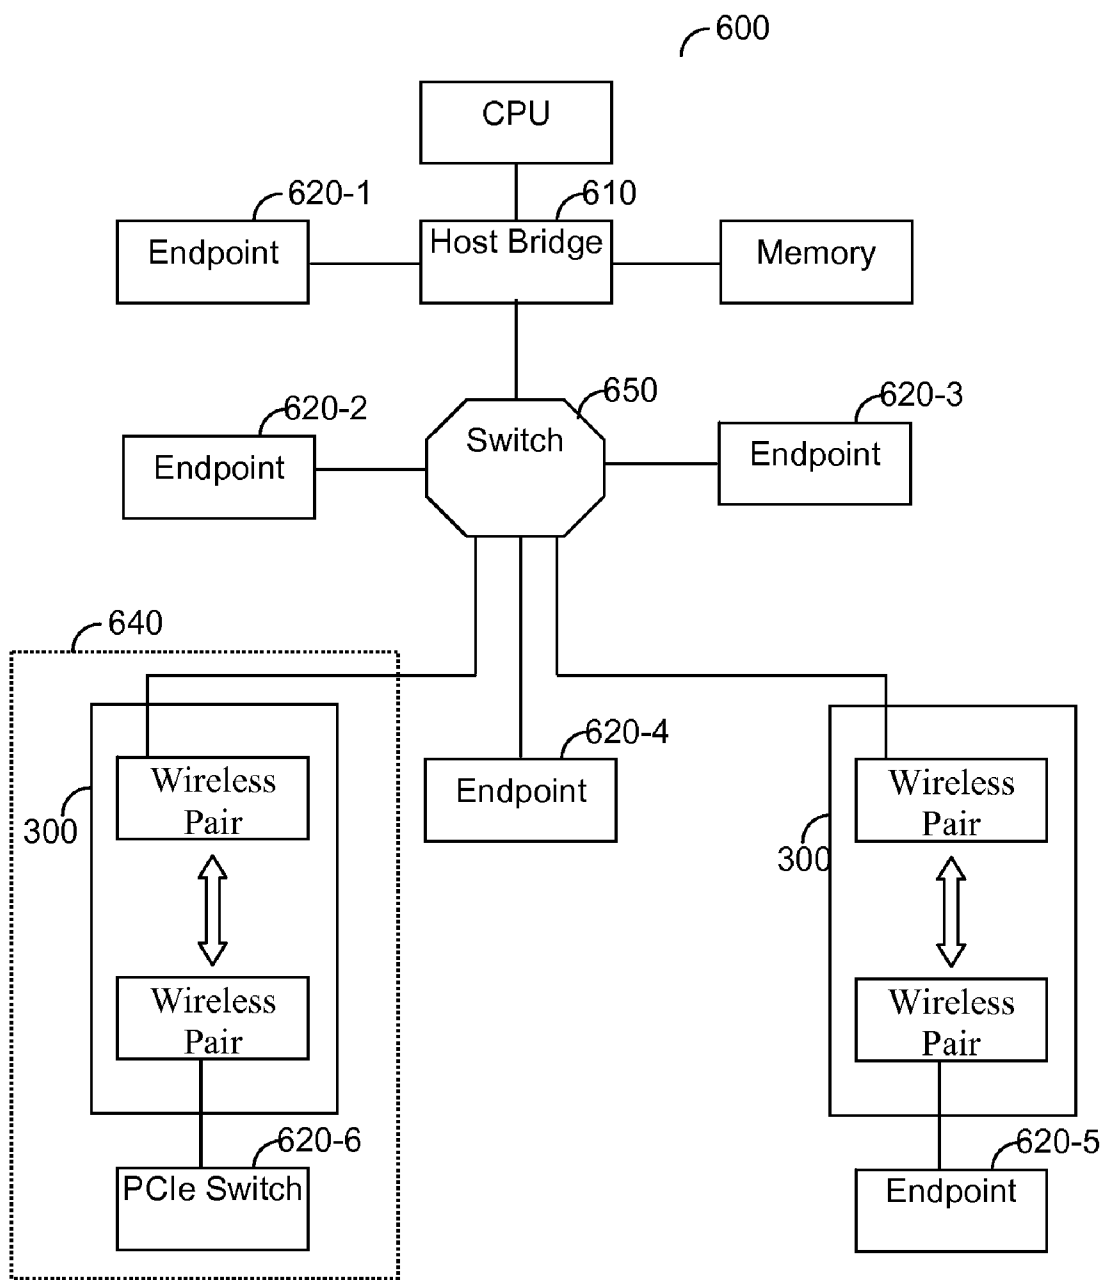 600
CPU
620-1
610
Endpoint
Host Bridge
Memory
650
620-3
620-2
Switch
Endpoint
Endpoint
640
620-4
Wireless
Pair
Endpoint
Wireless
Pair
300
300
Wireless
Pair
Wireless
Pair
620-6
620-5
PCIe Switch
Endpoint